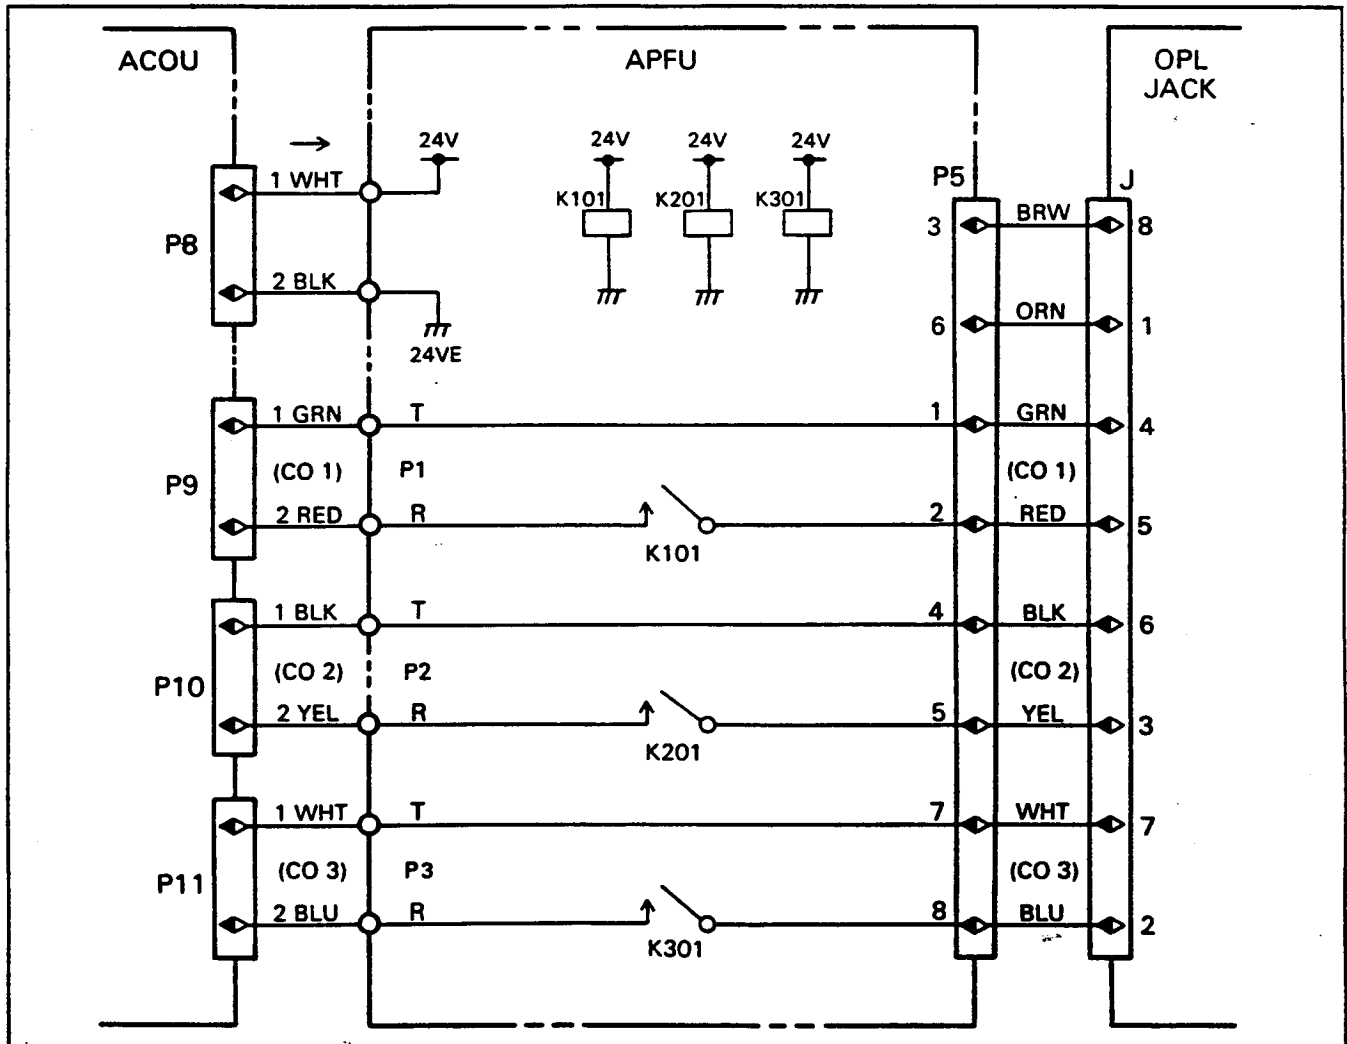 ACOU
APFU
OPL
JACK
24V
24V
24V
24V
1 WHT
K101
K201
K301
P5
J
3
BRW
8
P8
2 BLK
24VE
6
ORN
1
1 GRN
T
1
GRN
4
P9
(CO 1)
P1
(CO 1)
2 RED
R
K101
2
RED
5
1 BLK
T
4
BLK
6
P10
(CO 2)
P2
(CO 2)
2 YEL
R
K201
5
YEL
3
1 WHT
T
7
WHT
7
P11
(CO 3)
P3
(CO 3)
2 BLU
R
K301
8
BLU
2